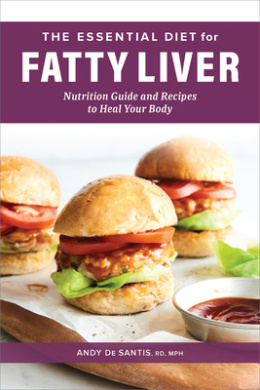 THE ESSENTIAL DIET for
FATTY LIVER
Nutrition Guide and Recipes
to Heal Your Body
ANDY DE SANTIS, RD, MPH